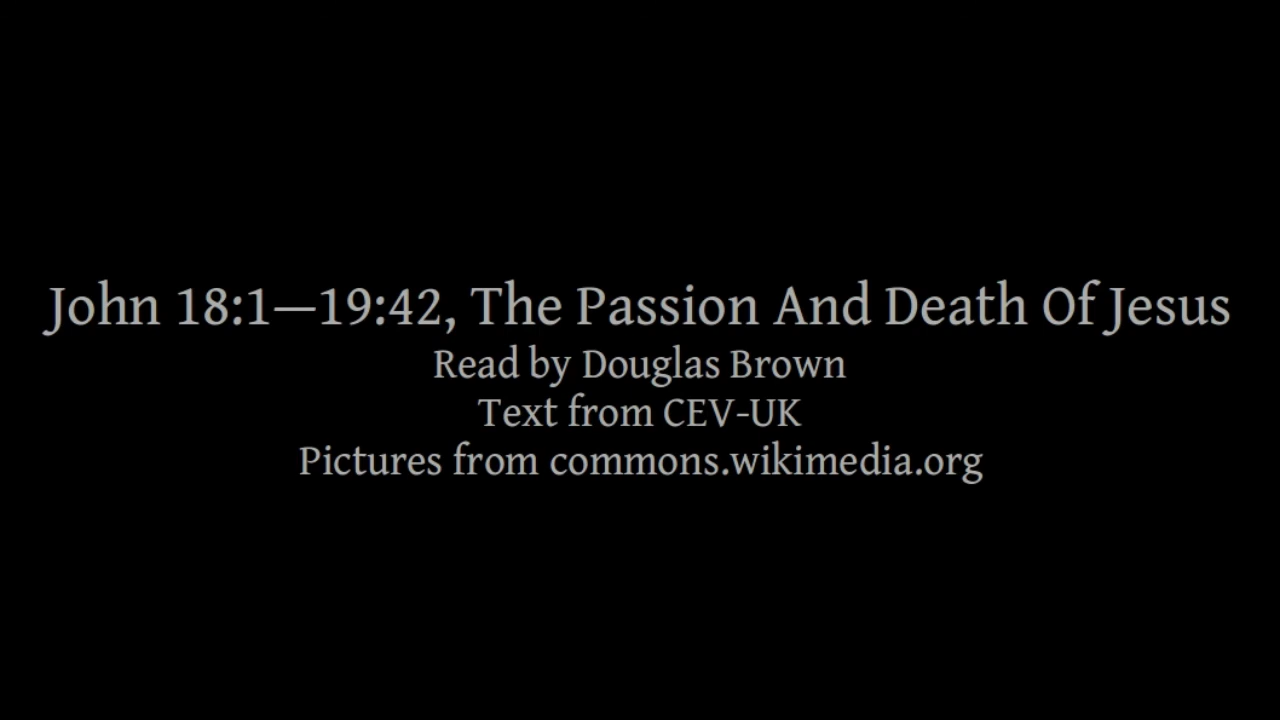 John 18:1—19:42, The Passion And Death Of Jesus
Read by Douglas Brown
Text from CEV-UK
Pictures from commons.wikimedia.org